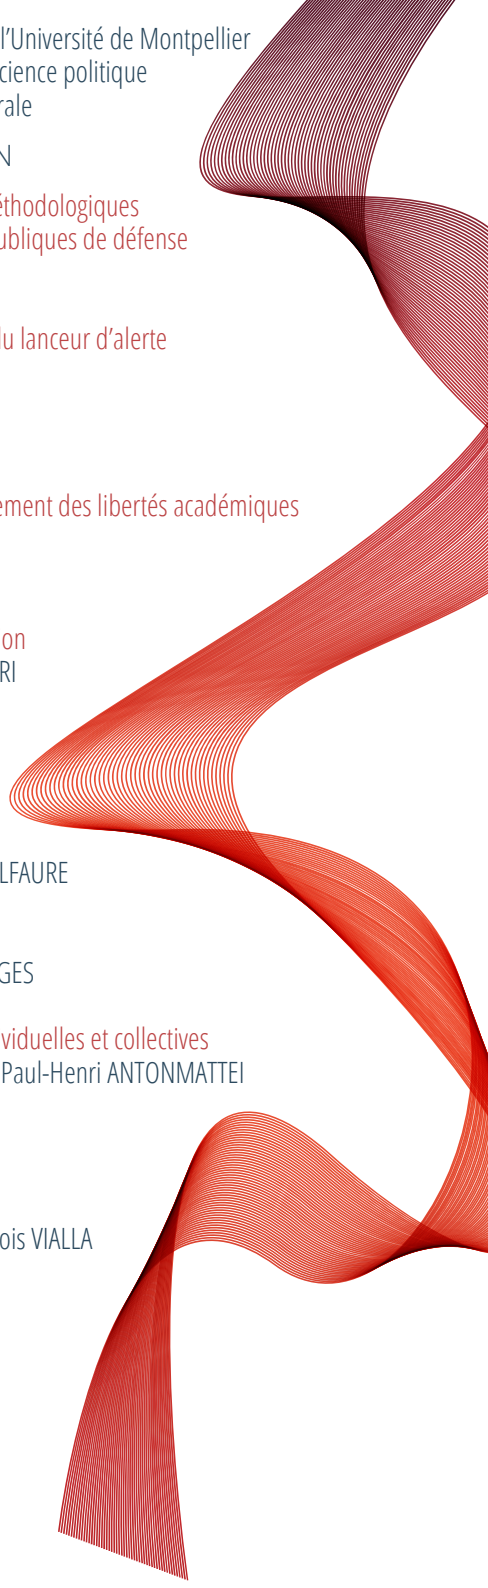 l’Université de Montpellier
cience politique
rale
N
éthodologiques
ubliques de défense
du lanceur d’alerte
ement des libertés académiques
on
RI
LFAURE
GES
viduelles et collectives
Paul-Henri ANTONMATTEI
ois VIALLA